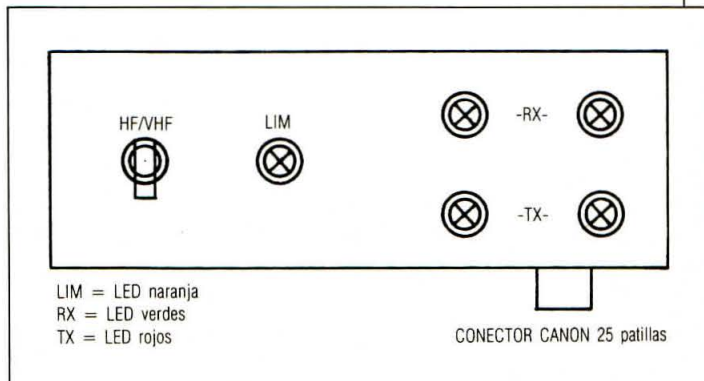 HF/VHF
LIM
-RX-
-TX-
LIM = LED naranja
RX = LED verdes
TX = LED rojos
CONECTOR CANON 25 patillas